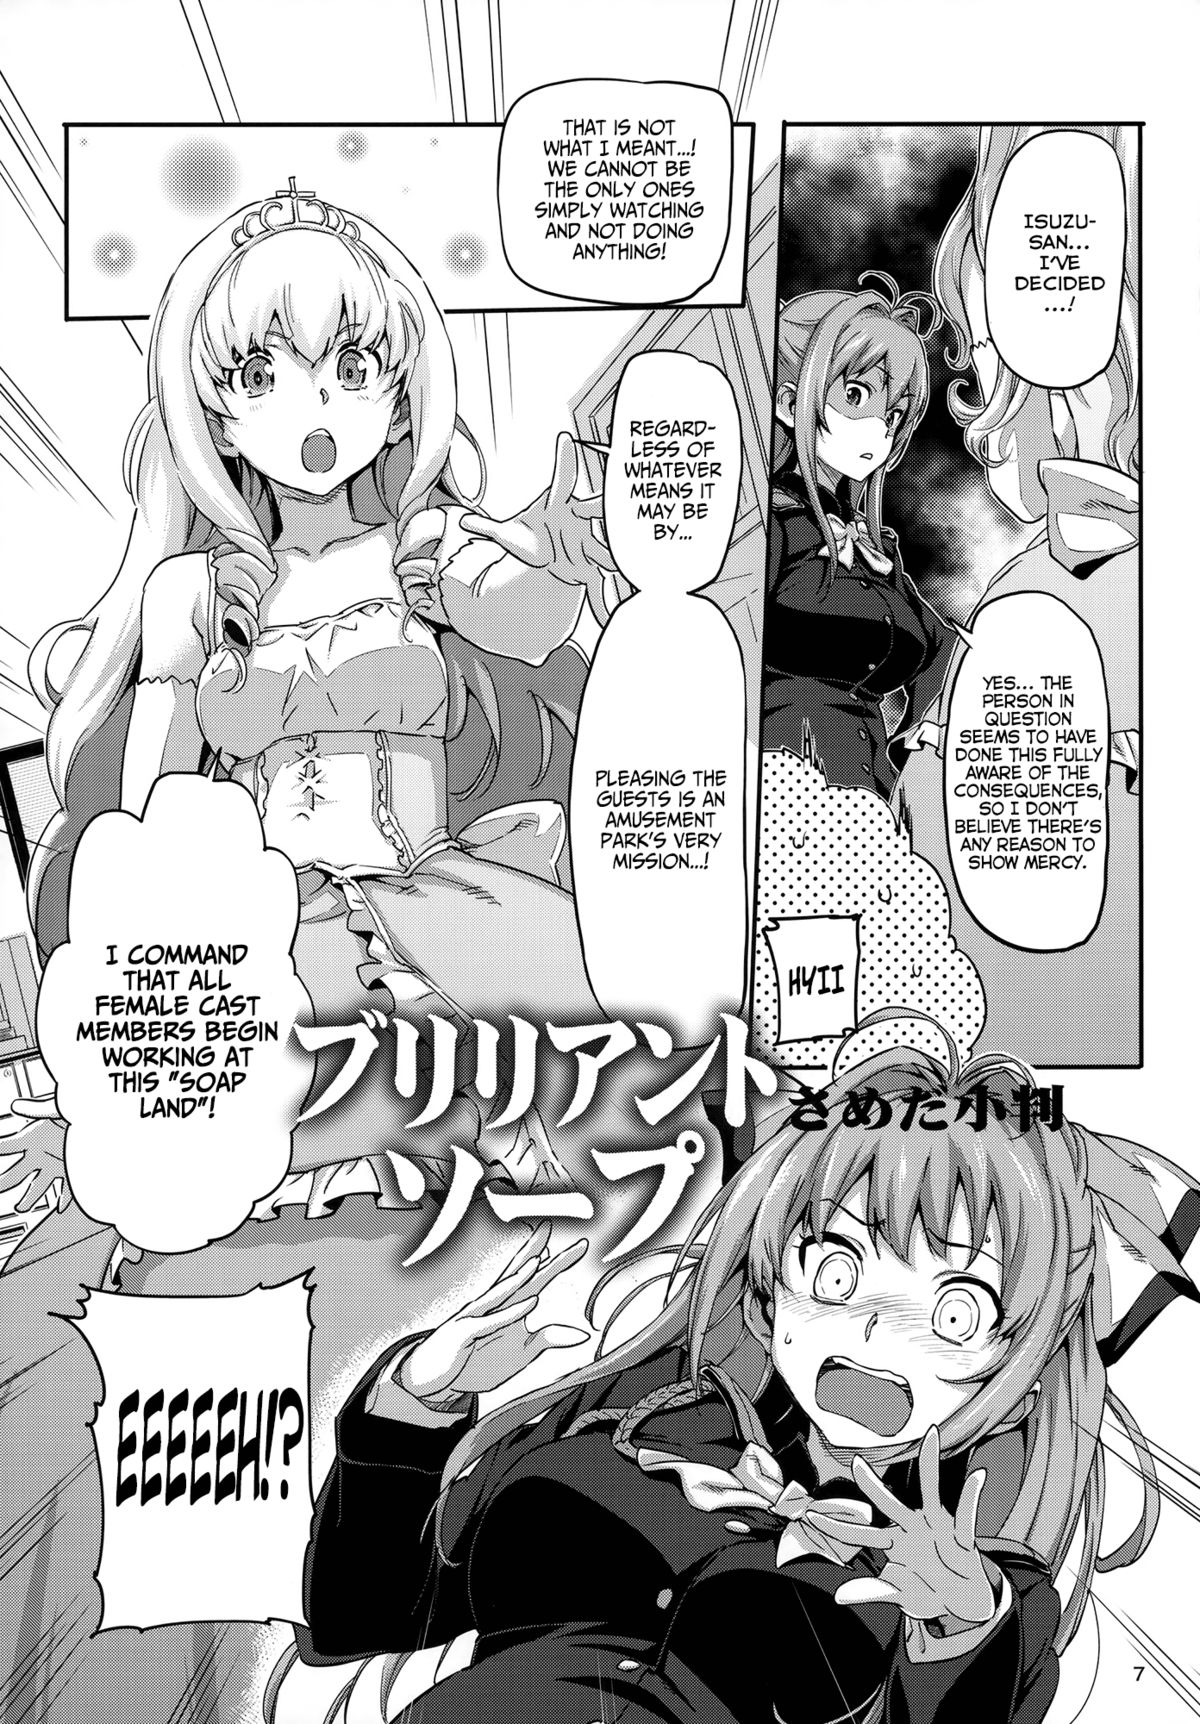 ISUZU-
SAN...
I'VE
DECIDED
...!
YES... THE
PERSON IN
QUESTION
SEEMS TO HAVE
DONE THIS FULLY
AWARE OF THE
CONSEQUENCES,
SO I DON'T
BELIEVE THERE'S
ANY REASON TO
SHOW MERCY.
HYII
THAT IS NOT
WHAT I MEANT...!
WE CANNOT BE
THE ONLY ONES
SIMPLY WATCHING
AND NOT DOING
ANYTHING!
REGARD-
LESS OF
WHATEVER
MEANS IT
MAY BE
BY...
PLEASING THE
GUESTS IS AN
AMUSEMENT
PARK'S VERY
MISSION...!
I COMMAND
THAT ALL
FEMALE CAST
MEMBERS BEGIN
WORKING AT
THIS "SOAP
LAND"!
ブリリアント
ソープ
さめだ小判
EEEEEH!?
7